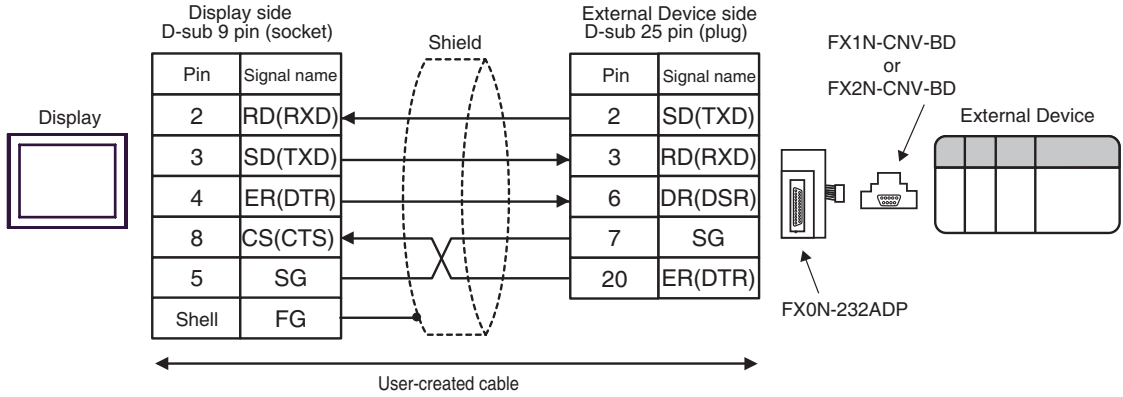 Display side
D-sub 9 pin (socket)
External Device side
D-sub 25 pin (plug)
Shield
FX1N-CNV-BD
or
FX2N-CNV-BD
Display
External Device
Pin Signal name
2 RD(RXD)
3 SD(TXD)
4 ER(DTR)
8 CS(CTS)
5 SG
Shell FG
Pin Signal name
2 SD(TXD)
3 RD(RXD)
6 DR(DSR)
7 SG
20 ER(DTR)
FX0N-232ADP
User-created cable